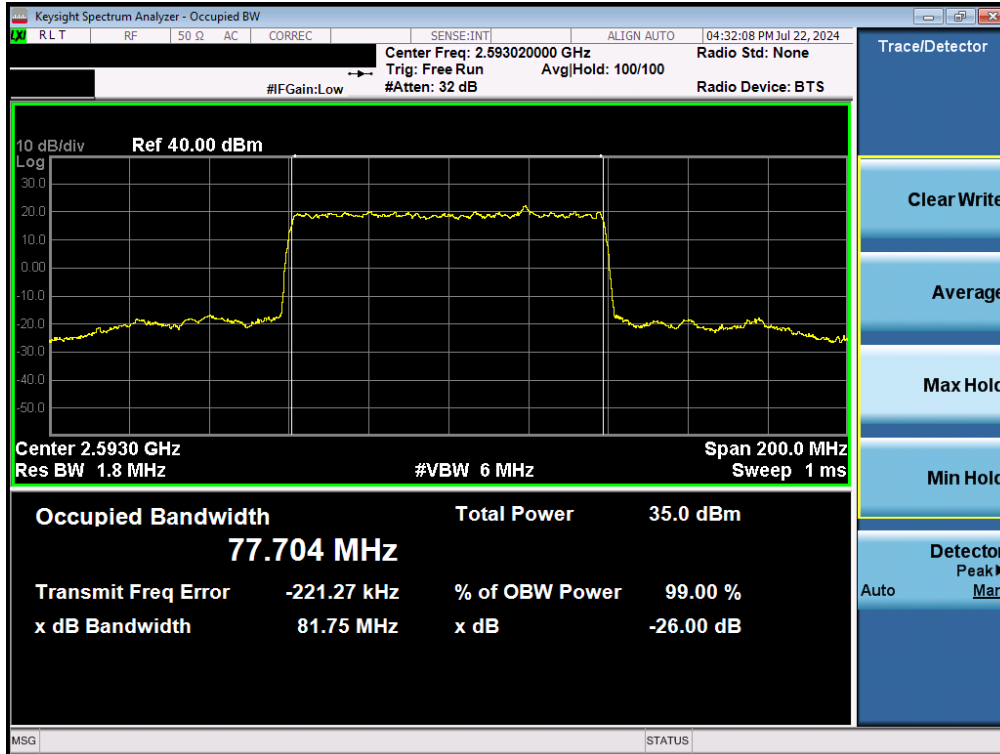 Keysight Spectrum Analyzer - Occupied BW
LXI RLT RF 50 Ω AC CORREC SENSE:INT ALIGN AUTO 04:32:08 PM Jul 22, 2024
Center Freq: 2.593020000 GHz Radio Std: None
Trig: Free Run Avg|Hold: 100/100
#IFGain:Low #Atten: 32 dB Radio Device: BTS
10 dB/div Ref 40.00 dBm
Log
30.0
20.0
10.0
0.00
-10.0
-20.0
-30.0
-40.0
-50.0
Center 2.5930 GHz Span 200.0 MHz
Res BW 1.8 MHz #VBW 6 MHz Sweep 1 ms
Occupied Bandwidth Total Power 35.0 dBm
77.704 MHz
Transmit Freq Error -221.27 kHz % of OBW Power 99.00 %
x dB Bandwidth 81.75 MHz x dB -26.00 dB
MSG STATUS
Trace/Detector
Clear Write
Average
Max Hold
Min Hold
Detector
Peak
Auto Man